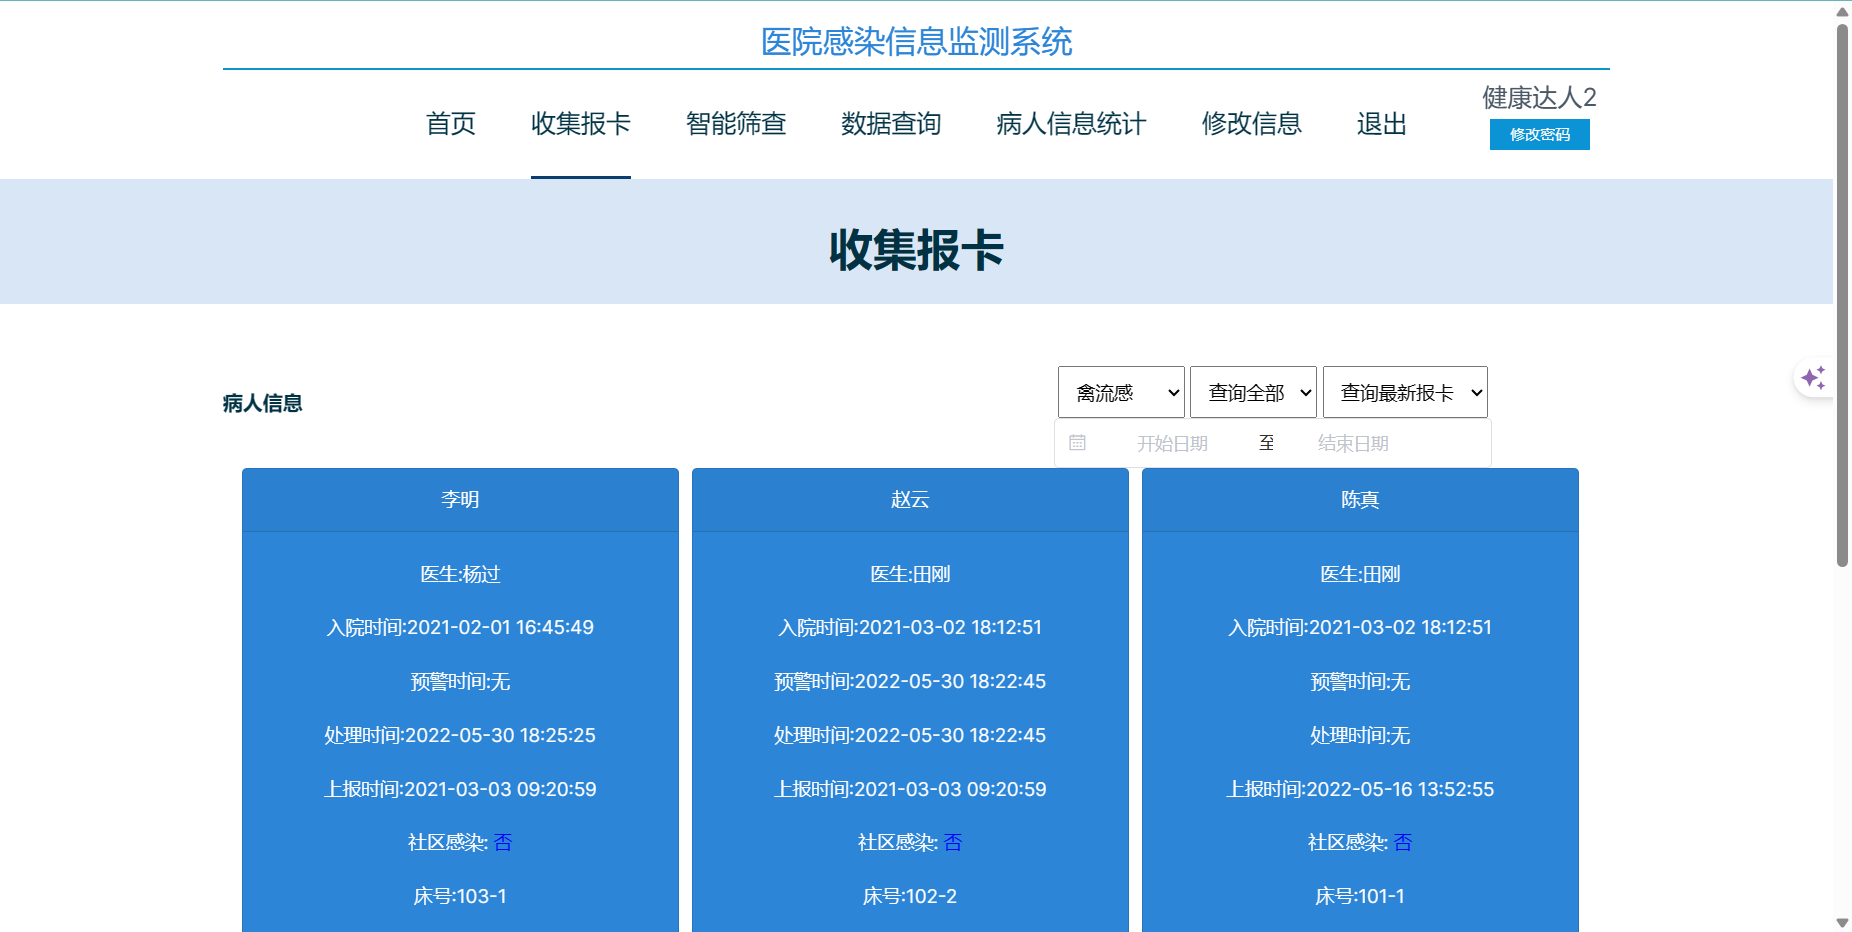 医院感染信息监测系统
首页 收集报卡 智能筛查 数据查询 病人信息统计 修改信息 退出
健康达人2
修改密码
收集报卡
病人信息
禽流感 查询全部 查询最新报卡
开始日期 至 结束日期
李明
医生:杨过
入院时间:2021-02-01 16:45:49
预警时间:无
处理时间:2022-05-30 18:25:25
上报时间:2021-03-03 09:20:59
社区感染: 否
床号:103-1
赵云
医生:田刚
入院时间:2021-03-02 18:12:51
预警时间:2022-05-30 18:22:45
处理时间:2022-05-30 18:22:45
上报时间:2021-03-03 09:20:59
社区感染: 否
床号:102-2
陈真
医生:田刚
入院时间:2021-03-02 18:12:51
预警时间:无
处理时间:无
上报时间:2022-05-16 13:52:55
社区感染: 否
床号:101-1